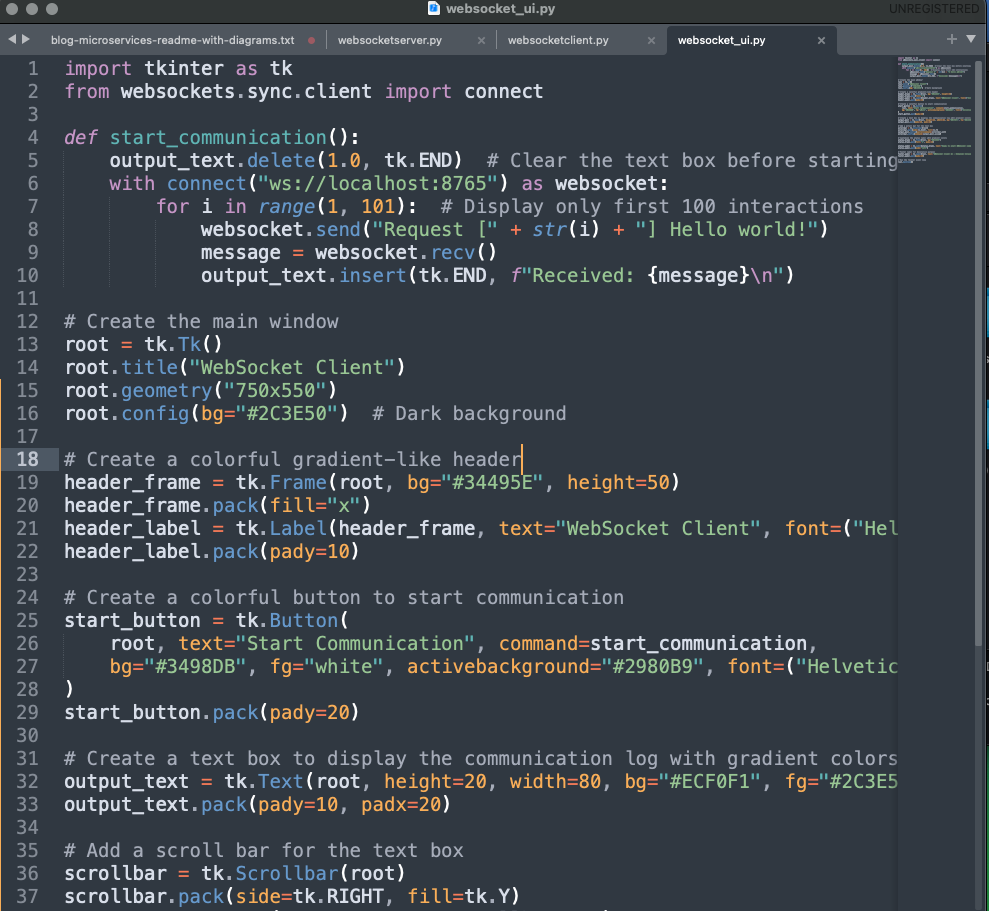 websocket_ui.py
UNREGISTERED
blog-microservices-readme-with-diagrams.txt
websocketserver.py
websocketclient.py
websocket_ui.py
1 import tkinter as tk
2 from websockets.sync.client import connect
3
4 def start_communication():
5     output_text.delete(1.0, tk.END)  # Clear the text box before starting
6     with connect("ws://localhost:8765") as websocket:
7         for i in range(1, 101):  # Display only first 100 interactions
8             websocket.send("Request [" + str(i) + "] Hello world!")
9             message = websocket.recv()
10             output_text.insert(tk.END, f"Received: {message}\n")
11
12 # Create the main window
13 root = tk.Tk()
14 root.title("WebSocket Client")
15 root.geometry("750x550")
16 root.config(bg="#2C3E50")  # Dark background
17
18 # Create a colorful gradient-like header
19 header_frame = tk.Frame(root, bg="#34495E", height=50)
20 header_frame.pack(fill="x")
21 header_label = tk.Label(header_frame, text="WebSocket Client", font=("Hel
22 header_label.pack(pady=10)
23
24 # Create a colorful button to start communication
25 start_button = tk.Button(
26     root, text="Start Communication", command=start_communication,
27     bg="#3498DB", fg="white", activebackground="#2980B9", font=("Helvetic
28 )
29 start_button.pack(pady=20)
30
31 # Create a text box to display the communication log with gradient colors
32 output_text = tk.Text(root, height=20, width=80, bg="#ECF0F1", fg="#2C3E5
33 output_text.pack(pady=10, padx=20)
34
35 # Add a scroll bar for the text box
36 scrollbar = tk.Scrollbar(root)
37 scrollbar.pack(side=tk.RIGHT, fill=tk.Y)